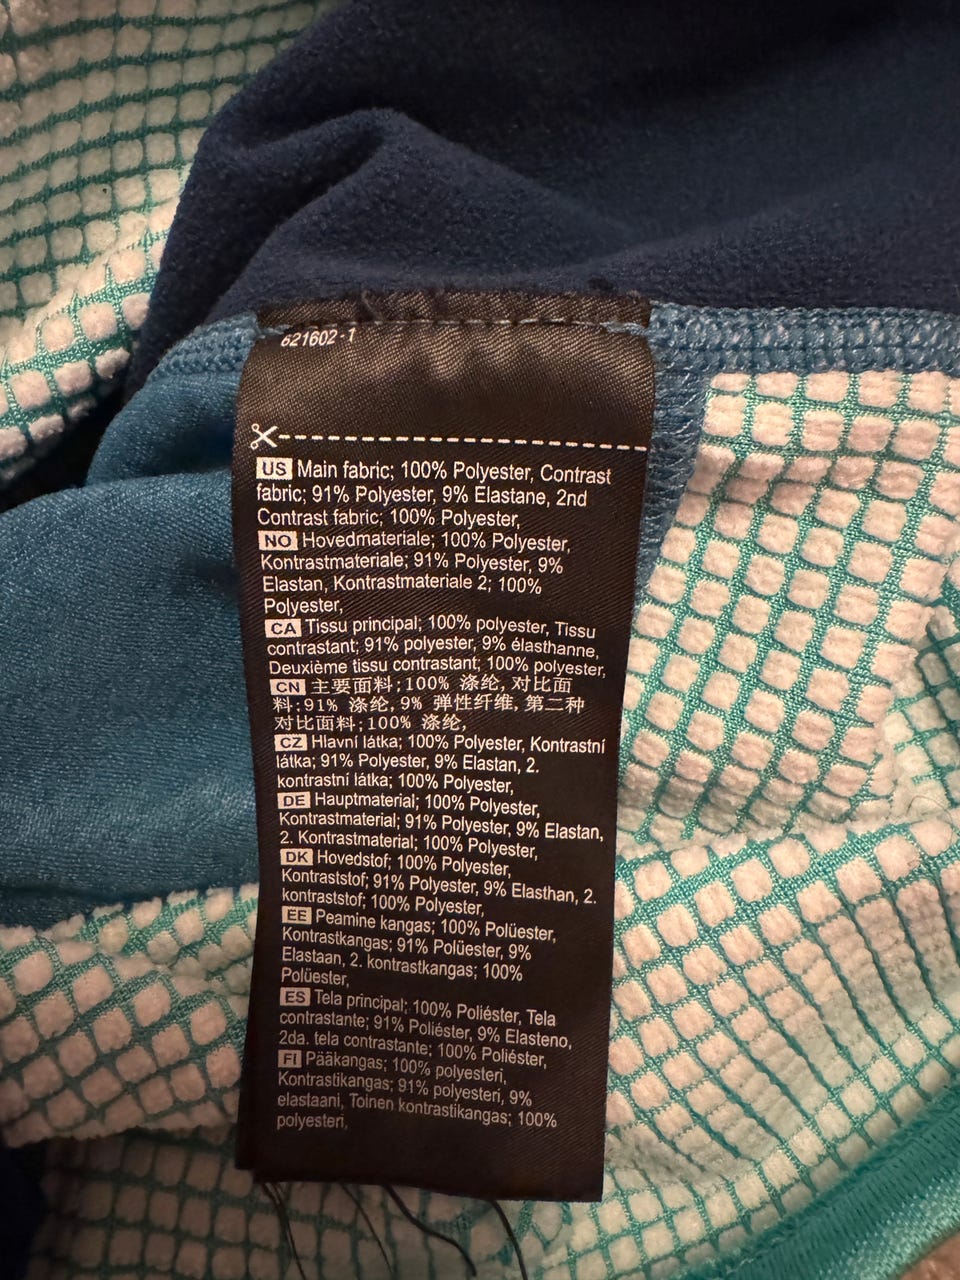 621602-1
US Main fabric; 100% Polyester, Contrast
fabric; 91% Polyester, 9% Elastane, 2nd
Contrast fabric; 100% Polyester,
NO Hovedmateriale; 100% Polyester,
Kontrastmateriale; 91% Polyester, 9%
Elastan, Kontrastmateriale 2; 100%
Polyester,
CA Tissu principal; 100% polyester, Tissu
contrastant; 91% polyester, 9% élasthanne,
Deuxième tissu contrastant; 100% polyester,
CN 主要面料;100% 涤纶,对比面
料;91% 涤纶,9% 弹性纤维,第二种
对比面料;100% 涤纶,
CZ Hlavní látka; 100% Polyester, Kontrastní
látka; 91% Polyester, 9% Elastan, 2.
kontrastní látka; 100% Polyester,
DE Hauptmaterial; 100% Polyester,
Kontrastmaterial; 91% Polyester, 9% Elastan,
2. Kontrastmaterial; 100% Polyester,
DK Hovedstof; 100% Polyester,
Kontraststof; 91% Polyester, 9% Elasthan, 2.
kontraststof; 100% Polyester,
EE Peamine kangas; 100% Polüester,
Kontrastkangas; 91% Polüester, 9%
Elastaan, 2. kontrastkangas; 100%
Polüester,
ES Tela principal; 100% Poliéster, Tela
contrastante; 91% Poliéster, 9% Elasteno,
2da. tela contrastante; 100% Poliéster,
FI Pääkangas; 100% polyesteri,
Kontrastikangas; 91% polyesteri, 9%
elastaani, Toinen kontrastikangas; 100%
polyesteri,